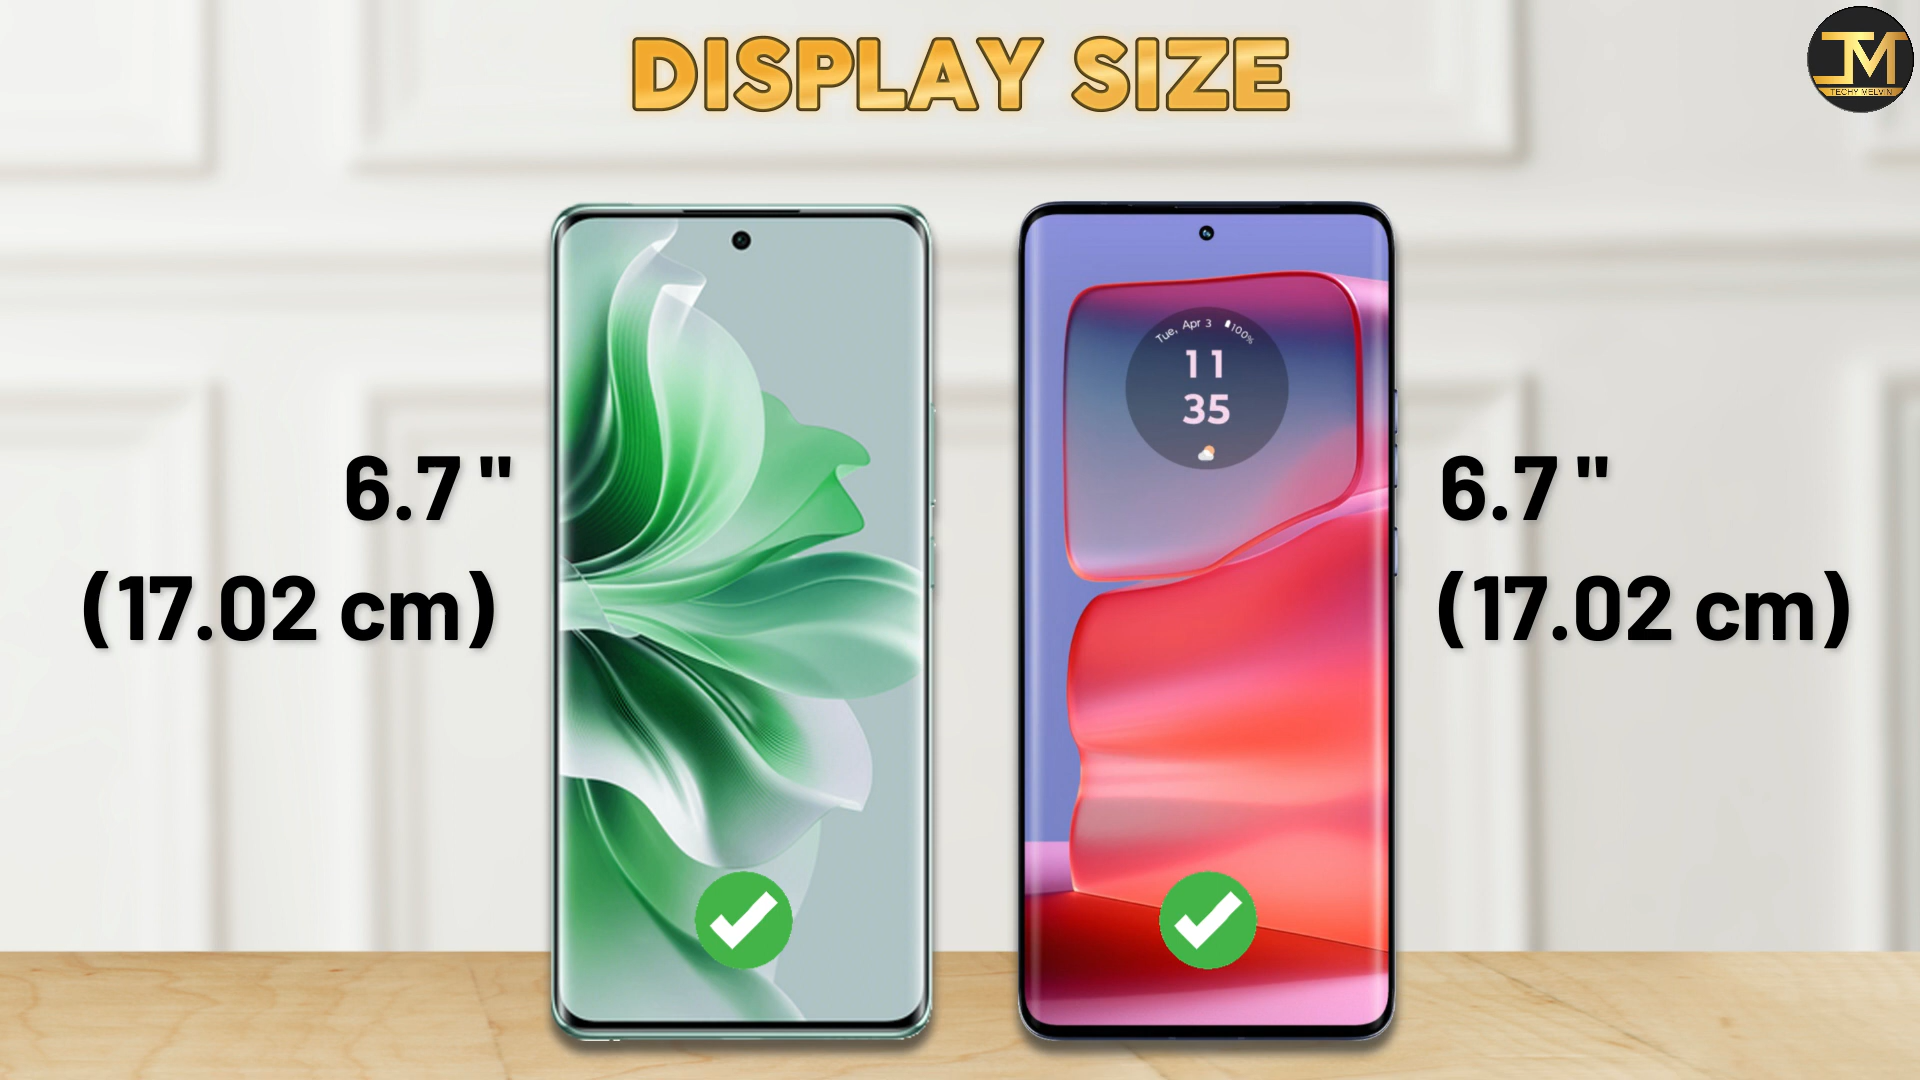 DISPLAY SIZE
TM
TECHY MELVIN
6.7"
(17.02 cm)
Tue, Apr 3 100%
11
35
6.7"
(17.02 cm)